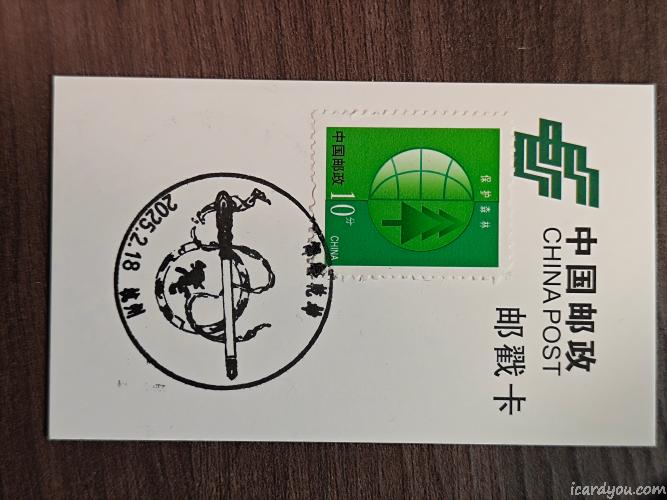 中国邮政
CHINA POST
邮戳卡
保护森林
中国邮政
10分
CHINA
2025.2.18 杭州
icardyou.com